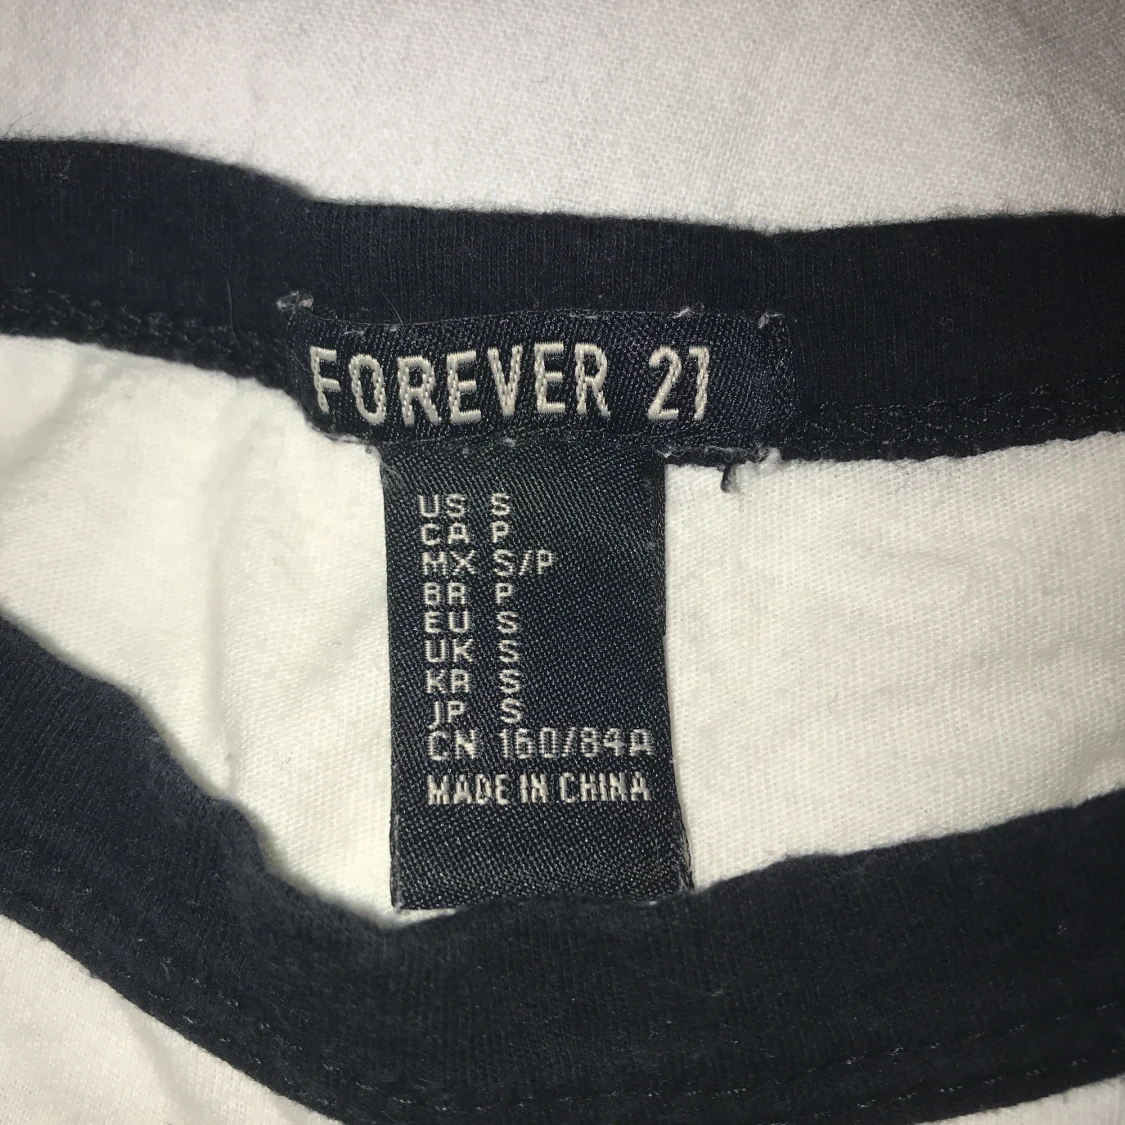 FOREVER 21
US S
CA P
MX S/P
BR P
EU S
UK S
KR S
JP S
CN 160/84A
MADE IN CHINA